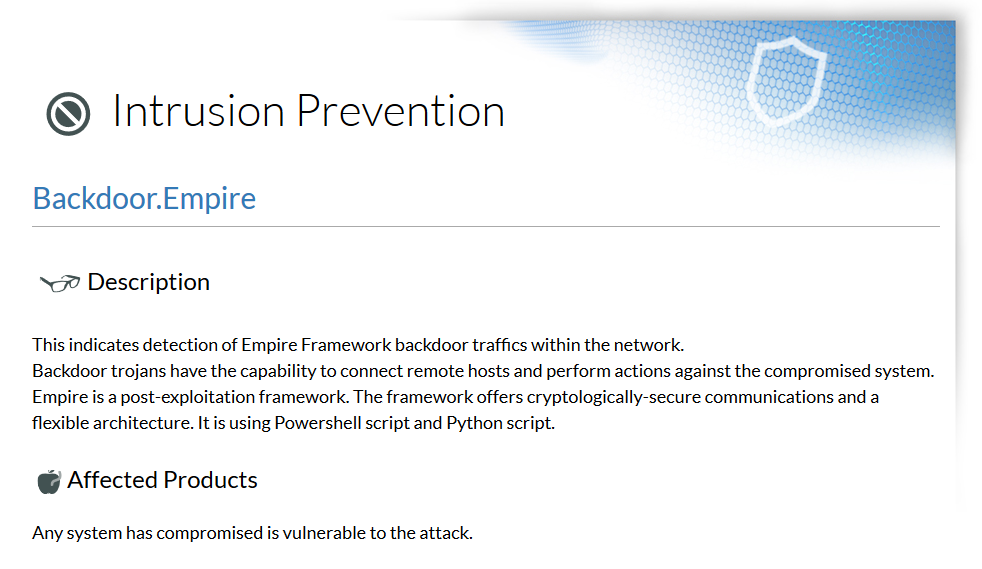 Intrusion Prevention
Backdoor.Empire
Description
This indicates detection of Empire Framework backdoor traffics within the network.
Backdoor trojans have the capability to connect remote hosts and perform actions against the compromised system.
Empire is a post-exploitation framework. The framework offers cryptologically-secure communications and a
flexible architecture. It is using Powershell script and Python script.
Affected Products
Any system has compromised is vulnerable to the attack.